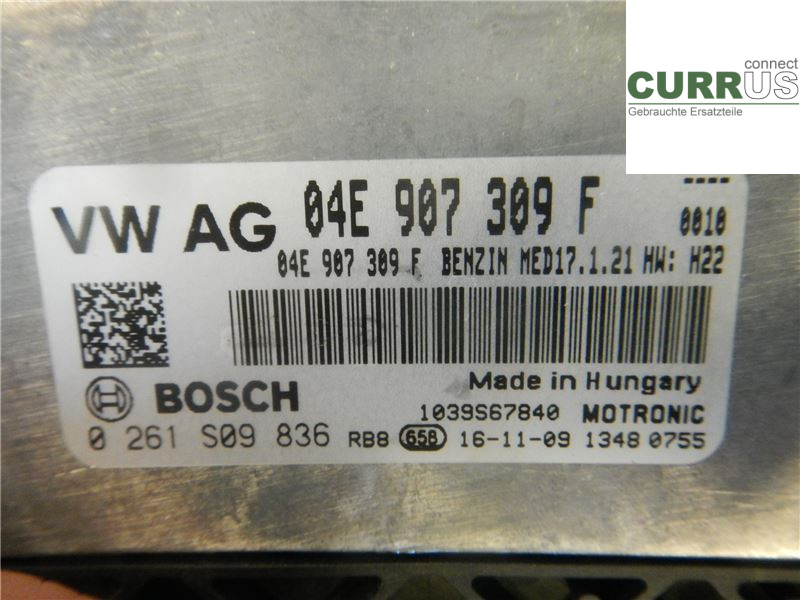 connect
CURRUS
Gebrauchte Ersatzteile
VW AG 04E 907 309 F 0010
04E 907 309 F BENZIN MED17.1.21 HW: H22
Made in Hungary
BOSCH
1039S67840 MOTRONIC
0 261 S09 836 RB8 658 16-11-09 1348 0755